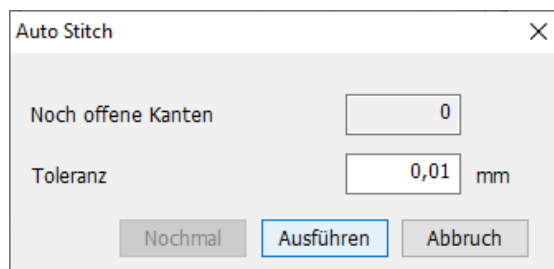 Auto Stitch
Noch offene Kanten 0
Toleranz 0,01 mm
Nochmal Ausführen Abbruch